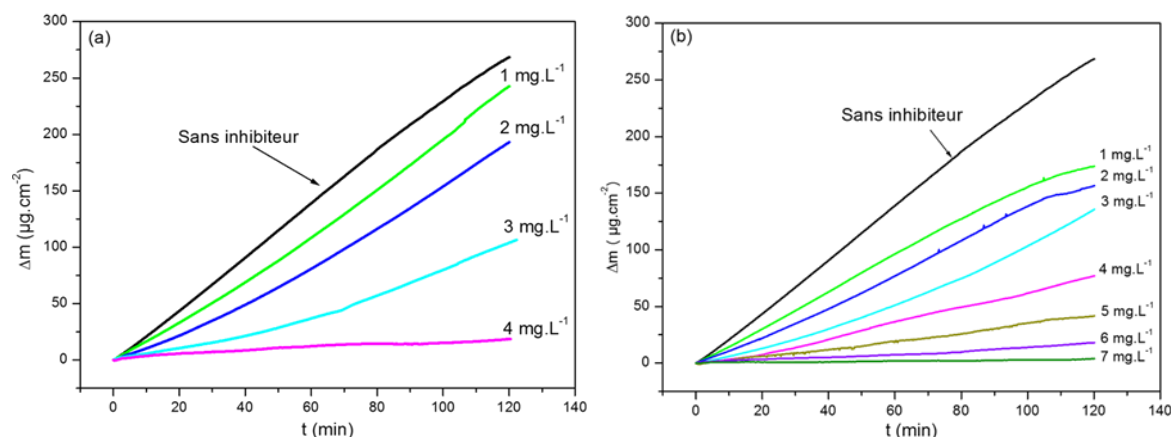 (a)
300
250
200
150
100
50
0
Δm (µg.cm⁻²)
Sans inhibiteur
1 mg.L⁻¹
2 mg.L⁻¹
3 mg.L⁻¹
4 mg.L⁻¹
0 20 40 60 80 100 120 140
t (min)
(b)
300
250
200
150
100
50
0
Δm ( µg.cm⁻²)
Sans inhibiteur
1 mg.L⁻¹
2 mg.L⁻¹
3 mg.L⁻¹
4 mg.L⁻¹
5 mg.L⁻¹
6 mg.L⁻¹
7 mg.L⁻¹
0 20 40 60 80 100 120 140
t (min)